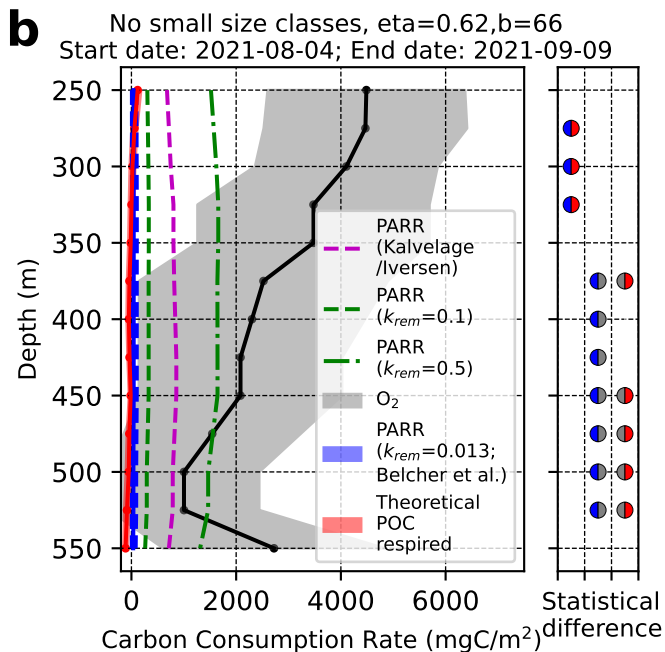 b
No small size classes, eta=0.62,b=66
Start date: 2021-08-04; End date: 2021-09-09
250
300
350
400
450
500
550
Depth (m)
PARR
(Kalvelage
/Iversen)
PARR
(k_rem=0.1)
PARR
(k_rem=0.5)
O₂
PARR
(k_rem=0.013;
Belcher et al.)
Theoretical
POC
respired
0 2000 4000 6000
Carbon Consumption Rate (mgC/m²)
Statistical
difference